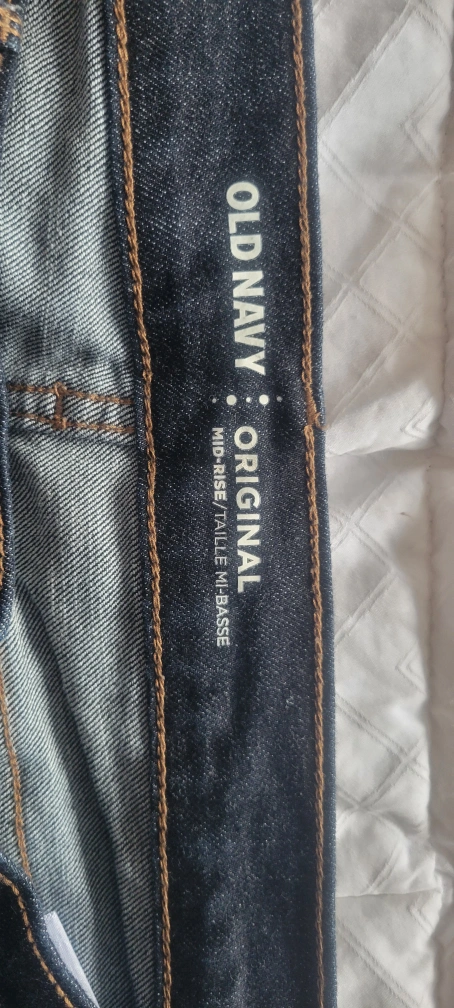 OLD NAVY
ORIGINAL
MID-RISE/TAILLE MI-BASSE